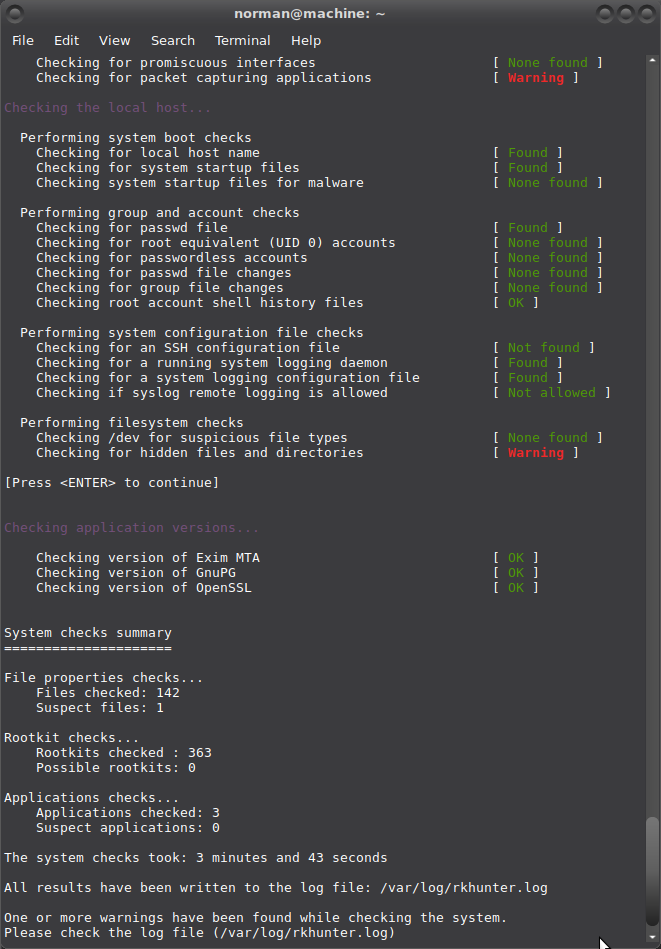 norman@machine: ~
File Edit View Search Terminal Help
Checking for promiscuous interfaces [ None found ]
Checking for packet capturing applications [ Warning ]
Checking the local host...
Performing system boot checks
Checking for local host name [ Found ]
Checking for system startup files [ Found ]
Checking system startup files for malware [ None found ]
Performing group and account checks
Checking for passwd file [ Found ]
Checking for root equivalent (UID 0) accounts [ None found ]
Checking for passwordless accounts [ None found ]
Checking for passwd file changes [ None found ]
Checking for group file changes [ None found ]
Checking root account shell history files [ OK ]
Performing system configuration file checks
Checking for an SSH configuration file [ Not found ]
Checking for a running system logging daemon [ Found ]
Checking for a system logging configuration file [ Found ]
Checking if syslog remote logging is allowed [ Not allowed ]
Performing filesystem checks
Checking /dev for suspicious file types [ None found ]
Checking for hidden files and directories [ Warning ]
[Press <ENTER> to continue]
Checking application versions...
Checking version of Exim MTA [ OK ]
Checking version of GnuPG [ OK ]
Checking version of OpenSSL [ OK ]
System checks summary
=====================
File properties checks...
Files checked: 142
Suspect files: 1
Rootkit checks...
Rootkits checked : 363
Possible rootkits: 0
Applications checks...
Applications checked: 3
Suspect applications: 0
The system checks took: 3 minutes and 43 seconds
All results have been written to the log file: /var/log/rkhunter.log
One or more warnings have been found while checking the system.
Please check the log file (/var/log/rkhunter.log)